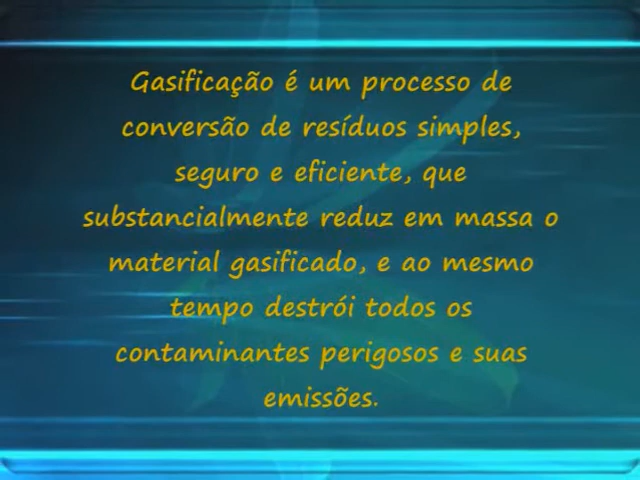 Gasificação é um processo de
conversão de resíduos simples,
seguro e eficiente, que
substancialmente reduz em massa o
material gasificado, e ao mesmo
tempo destrói todos os
contaminantes perigosos e suas
emissões.